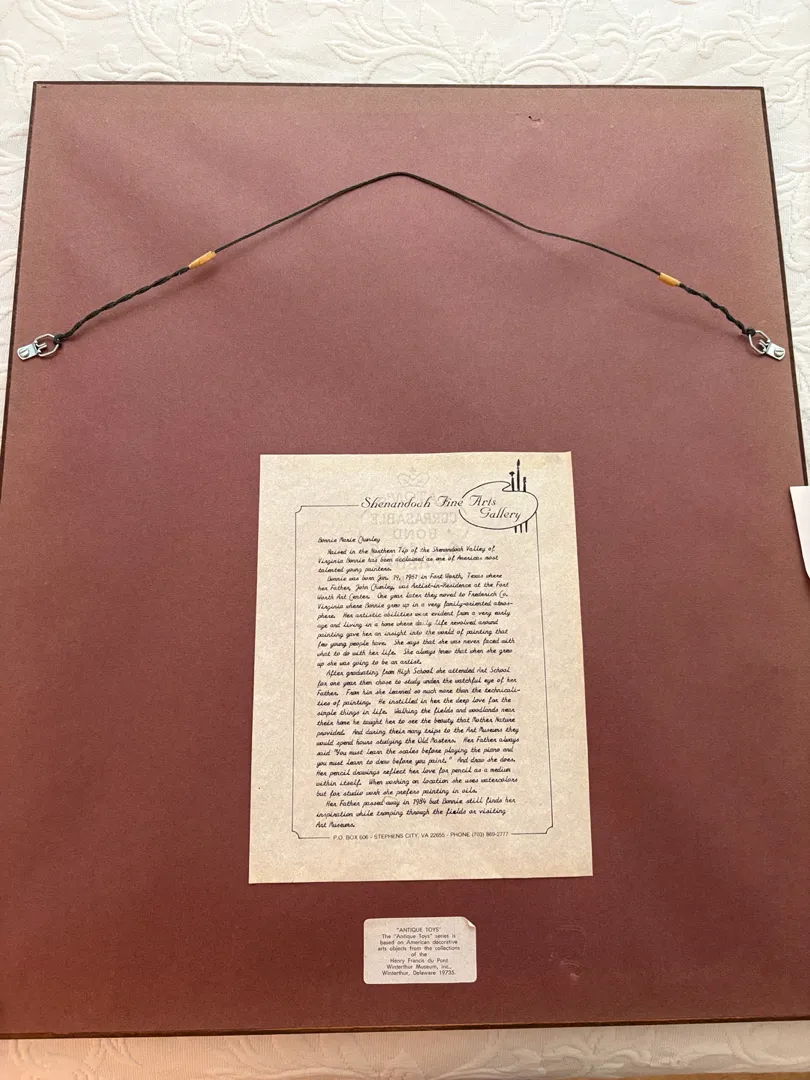 Shenandoah Fine Arts
Gallery
CORRASABLE
BOND
Bonnie Marie Chumley
Raised in the Northern Tip of the Shenandoah Valley of
Virginia Bonnie has been acclaimed as one of Americas most
talented young painters.
Bonnie was born Jan. 19, 1957 in Fort Worth, Texas where
her Father, John Chumley, was Artist-in-Residence at the Fort
Worth Art Center. One year later they moved to Frederick Co.
Virginia where Bonnie grew up in a very family-oriented atmos-
phere. Her artistic abilities were evident from a very early
age and living in a home where daily life revolved around
painting gave her an insight into the world of painting that
few young people have. She says that she was never faced with
what to do with her life. She always knew that when she grew
up she was going to be an artist.
After graduating from High School she attended Art School
for one year then chose to study under the watchful eye of her
Father. From him she learned so much more than the technicali-
ties of painting. He instilled in her the deep love for the
simple things in life. Walking the fields and woodlands near
their home he taught her to see the beauty that Mother Nature
provided. And during their many trips to the Art Museums they
would spend hours studying the Old Masters. Her Father always
said "You must learn the scales before playing the piano and
you must learn to draw before you paint." And draw she does.
Her pencil drawings reflect her love for pencil as a medium
within itself. When working on location she uses watercolors
but for studio work she prefers painting in oils.
Her Father passed away in 1984 but Bonnie still finds her
inspiration while tromping through the fields or visiting
Art Museums.
P.O. BOX 606 – STEPHENS CITY, VA 22655 - PHONE (703) 869-2777
"ANTIQUE TOYS"
The "Antique Toys" series is
based on American decorative
arts objects from the collections
of the
Henry Francis du Pont
Winterthur Museum, Inc.,
Winterthur, Delaware 19735.